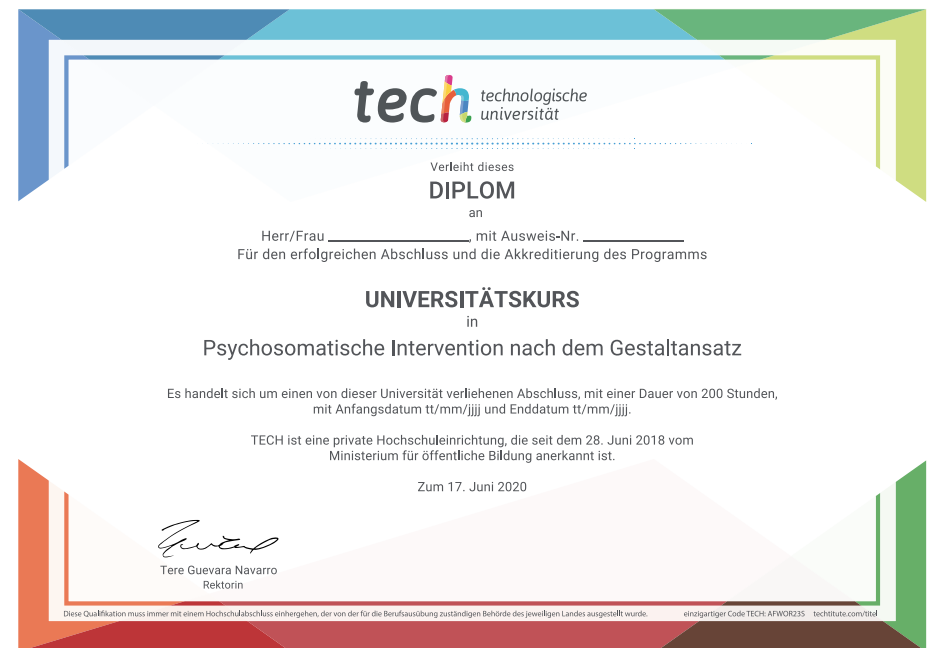 tech technologische
universität
Verleiht dieses
DIPLOM
an
Herr/Frau ____________, mit Ausweis-Nr. ____________
Für den erfolgreichen Abschluss und die Akkreditierung des Programms
UNIVERSITÄTSKURS
in
Psychosomatische Intervention nach dem Gestaltansatz
Es handelt sich um einen von dieser Universität verliehenen Abschluss, mit einer Dauer von 200 Stunden,
mit Anfangsdatum tt/mm/jjjj und Enddatum tt/mm/jjjj.
TECH ist eine private Hochschuleinrichtung, die seit dem 28. Juni 2018 vom
Ministerium für öffentliche Bildung anerkannt ist.
Zum 17. Juni 2020
Tere Guevara Navarro
Rektorin
Diese Qualifikation muss immer mit einem Hochschulabschluss einhergehen, der von der für die Berufsausübung zuständigen Behörde des jeweiligen Landes ausgestellt wurde. einzigartiger Code TECH: AFWOR23S techtitute.com/titel